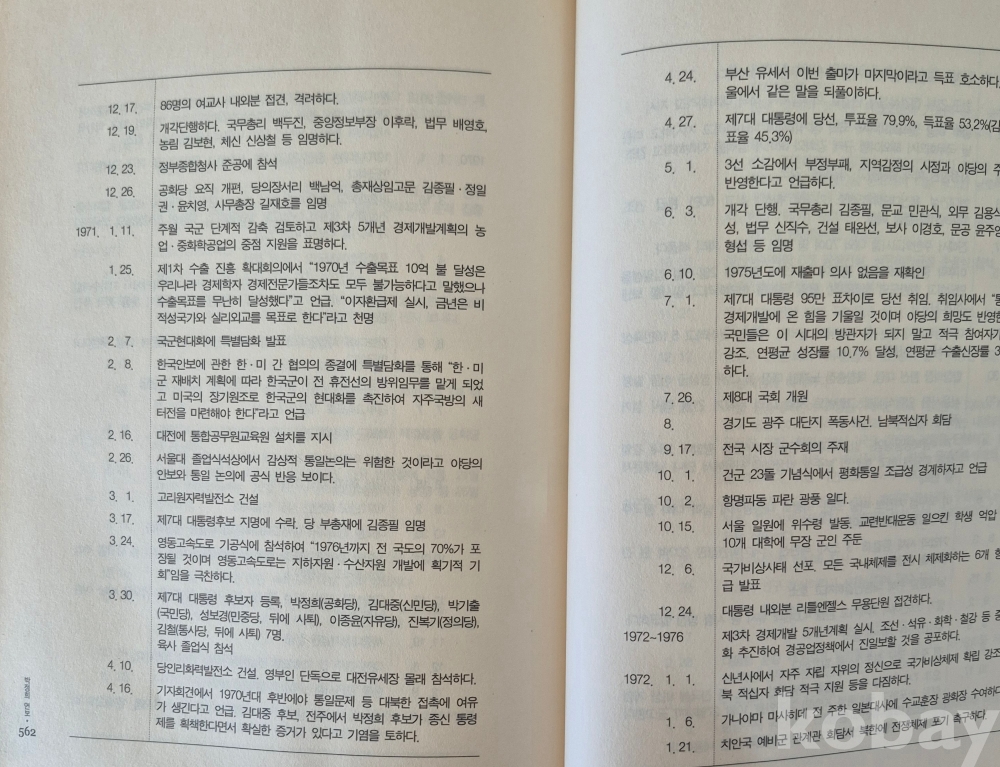 12. 17. 86명의 여교사 내외분 접견, 격려하다.
12. 19. 개각단행하다. 국무총리 백두진, 중앙정보부장 이후락, 법무 배영호,
농림 김보현, 체신 신상철 등 임명하다.
12. 23. 정부종합청사 준공에 참석
12. 26. 공화당 요직 개편, 당의장서리 백남억, 총재상임고문 김종필·정일
권·윤치영, 사무총장 길재호를 임명
1971. 1. 11. 주월 국군 단계적 감축 검토하고 제3차 5개년 경제개발계획의 농
업·중화학공업의 중점 지원을 표명하다.
1. 25. 제1차 수출 진흥 확대회의에서 “1970년 수출목표 10억 불 달성은
우리나라 경제학자 경제전문가들조차도 모두 불가능하다고 말했으나
수출목표를 무난히 달성했다”고 언급, “이자환급제 실시, 금년은 비
적성국가와 실리외교를 목표로 한다”라고 천명
2. 7. 국군현대화에 특별담화 발표
2. 8. 한국안보에 관한 한·미 간 협의의 종결에 특별담화를 통해 “한·미
군 재배치 계획에 따라 한국군이 전 휴전선의 방위임무를 맡게 되었
고 미국의 장기원조로 한국군의 현대화를 촉진하여 자주국방의 새
터전을 마련해야 한다”라고 언급
2. 16. 대전에 통합공무원교육원 설치를 지시
2. 26. 서울대 졸업식석상에서 감상적 통일논의는 위험한 것이라고 야당의
안보와 통일 논의에 공식 반응 보이다.
3. 1. 고리원자력발전소 건설
3. 17. 제7대 대통령후보 지명에 수락, 당 부총재에 김종필 임명
3. 24. 영동고속도로 기공식에 참석하여 “1976년까지 전 국도의 70%가 포
장될 것이며 영동고속도로는 지하자원·수산자원 개발에 획기적 기
회”임을 극찬하다.
3. 30. 제7대 대통령 후보자 등록, 박정희(공화당), 김대중(신민당), 박기출
(국민당), 성보경(민중당, 뒤에 사퇴), 이종윤(자유당), 진복기(정의당),
김철(통사당, 뒤에 사퇴) 7명.
육사 졸업식 참석
4. 10. 당인리화력발전소 건설. 영부인 단독으로 대전유세장 몰래 참석하다.
4. 16. 기자회견에서 1970년대 후반에야 통일문제 등 대북한 접촉에 여유
가 생긴다고 언급, 김대중 후보, 전주에서 박정희 후보가 종신 통령
제를 획책한다면서 확실한 증거가 있다고 기염을 토하다.
박정희 연보 · 562
4. 24. 부산 유세서 이번 출마가 마지막이라고 득표 호소하다.
울에서 같은 말을 되풀이하다.
4. 27. 제7대 대통령에 당선, 투표율 79.9%, 득표율 53.2%(김
표율 45.3%)
5. 1. 3선 소감에서 부정부패, 지역감정의 시정과 야당의 주
반영한다고 언급하다.
6. 3. 개각 단행. 국무총리 김종필, 문교 민관식, 외무 김용식
성, 법무 신직수, 건설 태완선, 보사 이경호, 문공 윤주영
형섭 등 임명
6. 10. 1975년도에 재출마 의사 없음을 재확인
7. 1. 제7대 대통령 95만 표차이로 당선 취임. 취임사에서
경제개발에 온 힘을 기울일 것이며 야당의 희망도 반영한
국민들은 이 시대의 방관자가 되지 말고 적극 참여자가
강조. 연평균 성장률 10.7% 달성, 연평균 수출신장률 3
하다.
7. 26. 제8대 국회 개원
8. 경기도 광주 대단지 폭동사건. 남북적십자 회담
9. 17. 전국 시장 군수회의 주재
10. 1. 건군 23돌 기념식에서 평화통일 조급성 경계하자고 언급
10. 2. 항명파동 파란 광풍 일다.
10. 15. 서울 일원에 위수령 발동. 교련반대운동 일으킨 학생 억압
10개 대학에 무장 군인 주둔
12. 6. 국가비상사태 선포. 모든 국내체제를 전시 체제화하는 6개 항
급 발표
12. 24. 대통령 내외분 리틀엔젤스 무용단원 접견하다.
1972~1976 제3차 경제개발 5개년계획 실시. 조선·석유·화학·철강 등 중
화 추진하여 경공업정책에서 진일보할 것을 공포하다.
1972. 1. 1. 신년사에서 자주 자립 자위의 정신으로 국가비상체제 확립 강조
북 적십자 회담 적극 지원 등을 다짐하다.
1. 6. 가나야마 마사히데 전 주한 일본대사에 수교훈장 광화장 수여하다
1. 21. 치안국 예비군 관계관 회담서 북한에 전쟁체제 포기 촉구하다.
kobay